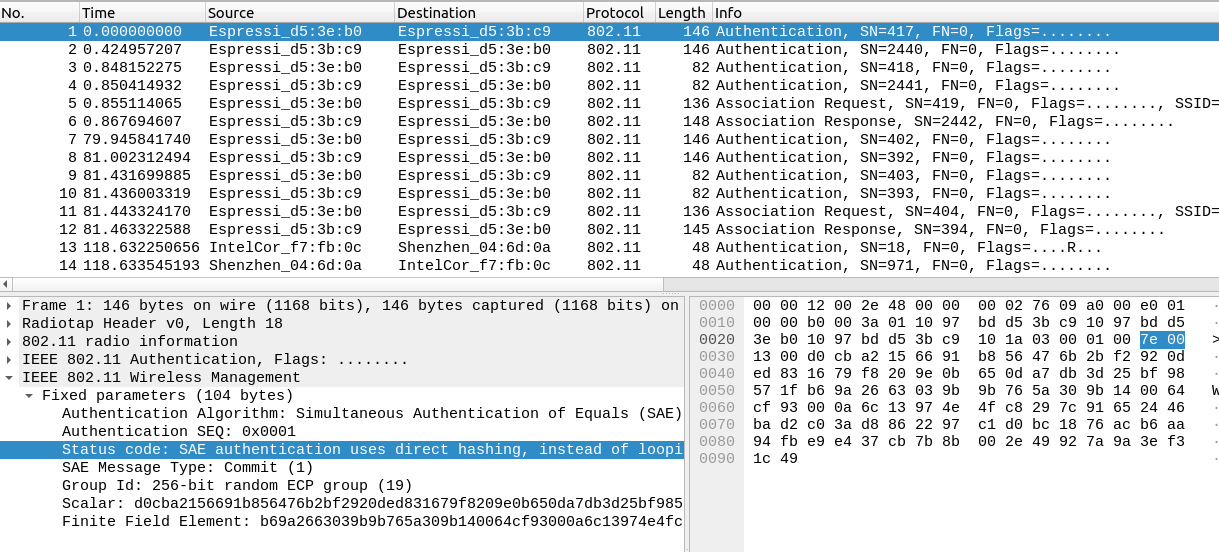 No. Time Source Destination Protocol Length Info
1 0.000000000 Espressi_d5:3e:b0 Espressi_d5:3b:c9 802.11 146 Authentication, SN=417, FN=0, Flags=........
2 0.424957207 Espressi_d5:3b:c9 Espressi_d5:3e:b0 802.11 146 Authentication, SN=2440, FN=0, Flags=........
3 0.848152275 Espressi_d5:3e:b0 Espressi_d5:3b:c9 802.11 82 Authentication, SN=418, FN=0, Flags=........
4 0.850414932 Espressi_d5:3b:c9 Espressi_d5:3e:b0 802.11 82 Authentication, SN=2441, FN=0, Flags=........
5 0.855114065 Espressi_d5:3e:b0 Espressi_d5:3b:c9 802.11 136 Association Request, SN=419, FN=0, Flags=........, SSID=
6 0.867694607 Espressi_d5:3b:c9 Espressi_d5:3e:b0 802.11 148 Association Response, SN=2442, FN=0, Flags=........
7 79.945841740 Espressi_d5:3e:b0 Espressi_d5:3b:c9 802.11 146 Authentication, SN=402, FN=0, Flags=........
8 81.002312494 Espressi_d5:3b:c9 Espressi_d5:3e:b0 802.11 146 Authentication, SN=392, FN=0, Flags=........
9 81.431699885 Espressi_d5:3e:b0 Espressi_d5:3b:c9 802.11 82 Authentication, SN=403, FN=0, Flags=........
10 81.436003319 Espressi_d5:3b:c9 Espressi_d5:3e:b0 802.11 82 Authentication, SN=393, FN=0, Flags=........
11 81.443324170 Espressi_d5:3e:b0 Espressi_d5:3b:c9 802.11 136 Association Request, SN=404, FN=0, Flags=........, SSID=
12 81.463322588 Espressi_d5:3b:c9 Espressi_d5:3e:b0 802.11 145 Association Response, SN=394, FN=0, Flags=........
13 118.632250656 IntelCor_f7:fb:0c Shenzhen_04:6d:0a 802.11 48 Authentication, SN=18, FN=0, Flags=....R...
14 118.633545193 Shenzhen_04:6d:0a IntelCor_f7:fb:0c 802.11 48 Authentication, SN=971, FN=0, Flags=........
Frame 1: 146 bytes on wire (1168 bits), 146 bytes captured (1168 bits) on
Radiotap Header v0, Length 18
802.11 radio information
IEEE 802.11 Authentication, Flags: ........
IEEE 802.11 Wireless Management
Fixed parameters (104 bytes)
Authentication Algorithm: Simultaneous Authentication of Equals (SAE)
Authentication SEQ: 0x0001
Status code: SAE authentication uses direct hashing, instead of loopi
SAE Message Type: Commit (1)
Group Id: 256-bit random ECP group (19)
Scalar: d0cba2156691b856476b2bf2920ded831679f8209e0b650da7db3d25bf985
Finite Field Element: b69a2663039b9b765a309b140064cf93000a6c13974e4fc
0000 00 00 12 00 2e 48 00 00 00 02 76 09 a0 00 e0 01
0010 00 00 b0 00 3a 01 10 97 bd d5 3b c9 10 97 bd d5
0020 3e b0 10 97 bd d5 3b c9 10 1a 03 00 01 00 7e 00 >
0030 13 00 d0 cb a2 15 66 91 b8 56 47 6b 2b f2 92 0d
0040 ed 83 16 79 f8 20 9e 0b 65 0d a7 db 3d 25 bf 98
0050 57 1f b6 9a 26 63 03 9b 9b 76 5a 30 9b 14 00 64 W
0060 cf 93 00 0a 6c 13 97 4e 4f c8 29 7c 91 65 24 46
0070 ba d2 c0 3a d8 86 22 97 c1 d0 bc 18 76 ac b6 aa
0080 94 fb e9 e4 37 cb 7b 8b 00 2e 49 92 7a 9a 3e f3
0090 1c 49